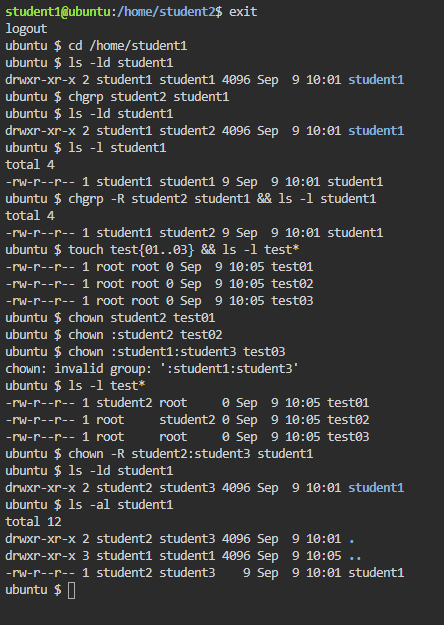 student1@ubuntu:/home/student2$ exit
logout
ubuntu $ cd /home/student1
ubuntu $ ls -ld student1
drwxr-xr-x 2 student1 student1 4096 Sep  9 10:01 student1
ubuntu $ chgrp student2 student1
ubuntu $ ls -ld student1
drwxr-xr-x 2 student1 student2 4096 Sep  9 10:01 student1
ubuntu $ ls -l student1
total 4
-rw-r--r-- 1 student1 student1 9 Sep  9 10:01 student1
ubuntu $ chgrp -R student2 student1 && ls -l student1
total 4
-rw-r--r-- 1 student1 student2 9 Sep  9 10:01 student1
ubuntu $ touch test{01..03} && ls -l test*
-rw-r--r-- 1 root root 0 Sep  9 10:05 test01
-rw-r--r-- 1 root root 0 Sep  9 10:05 test02
-rw-r--r-- 1 root root 0 Sep  9 10:05 test03
ubuntu $ chown student2 test01
ubuntu $ chown :student2 test02
ubuntu $ chown :student1:student3 test03
chown: invalid group: ':student1:student3'
ubuntu $ ls -l test*
-rw-r--r-- 1 student2 root     0 Sep  9 10:05 test01
-rw-r--r-- 1 root     student2 0 Sep  9 10:05 test02
-rw-r--r-- 1 root     root     0 Sep  9 10:05 test03
ubuntu $ chown -R student2:student3 student1
ubuntu $ ls -ld student1
drwxr-xr-x 2 student2 student3 4096 Sep  9 10:01 student1
ubuntu $ ls -al student1
total 12
drwxr-xr-x 2 student2 student3 4096 Sep  9 10:01 .
drwxr-xr-x 3 student1 student1 4096 Sep  9 10:05 ..
-rw-r--r-- 1 student2 student3    9 Sep  9 10:01 student1
ubuntu $